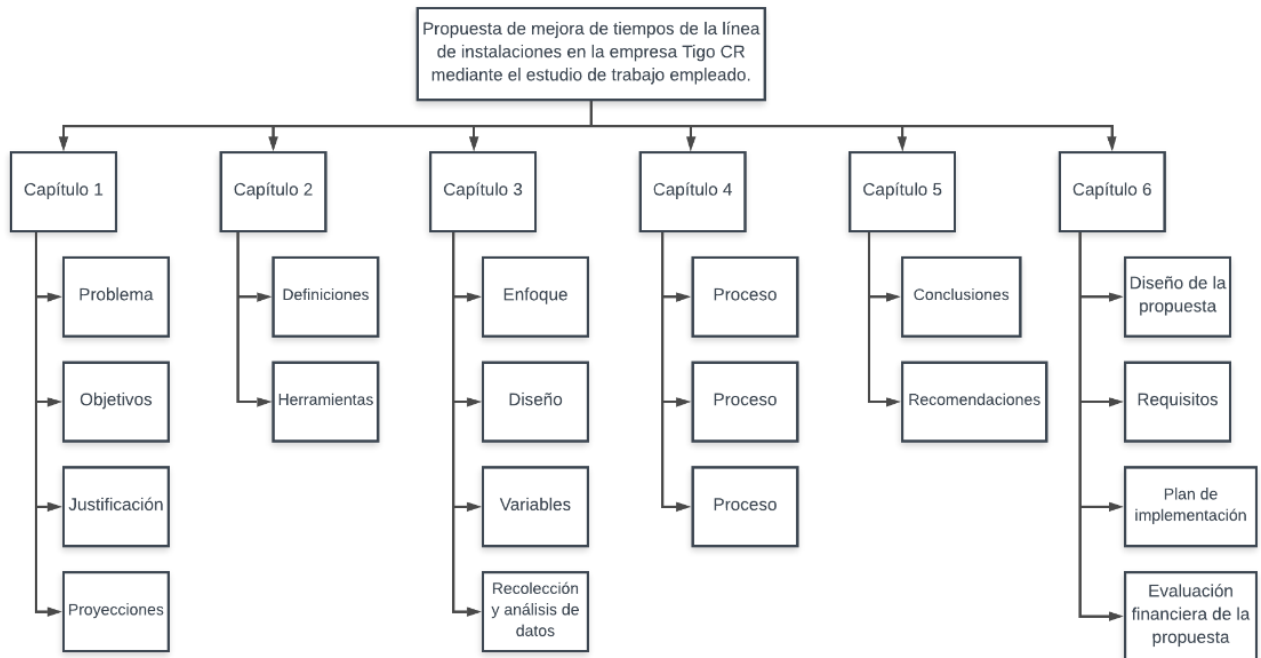 Propuesta de mejora de tiempos de la línea
de instalaciones en la empresa Tigo CR
mediante el estudio de trabajo empleado.
Capítulo 1
Problema
Objetivos
Justificación
Proyecciones
Capítulo 2
Definiciones
Herramientas
Capítulo 3
Enfoque
Diseño
Variables
Recolección
y análisis de
datos
Capítulo 4
Proceso
Proceso
Proceso
Capítulo 5
Conclusiones
Recomendaciones
Capítulo 6
Diseño de la
propuesta
Requisitos
Plan de
implementación
Evaluación
financiera de la
propuesta